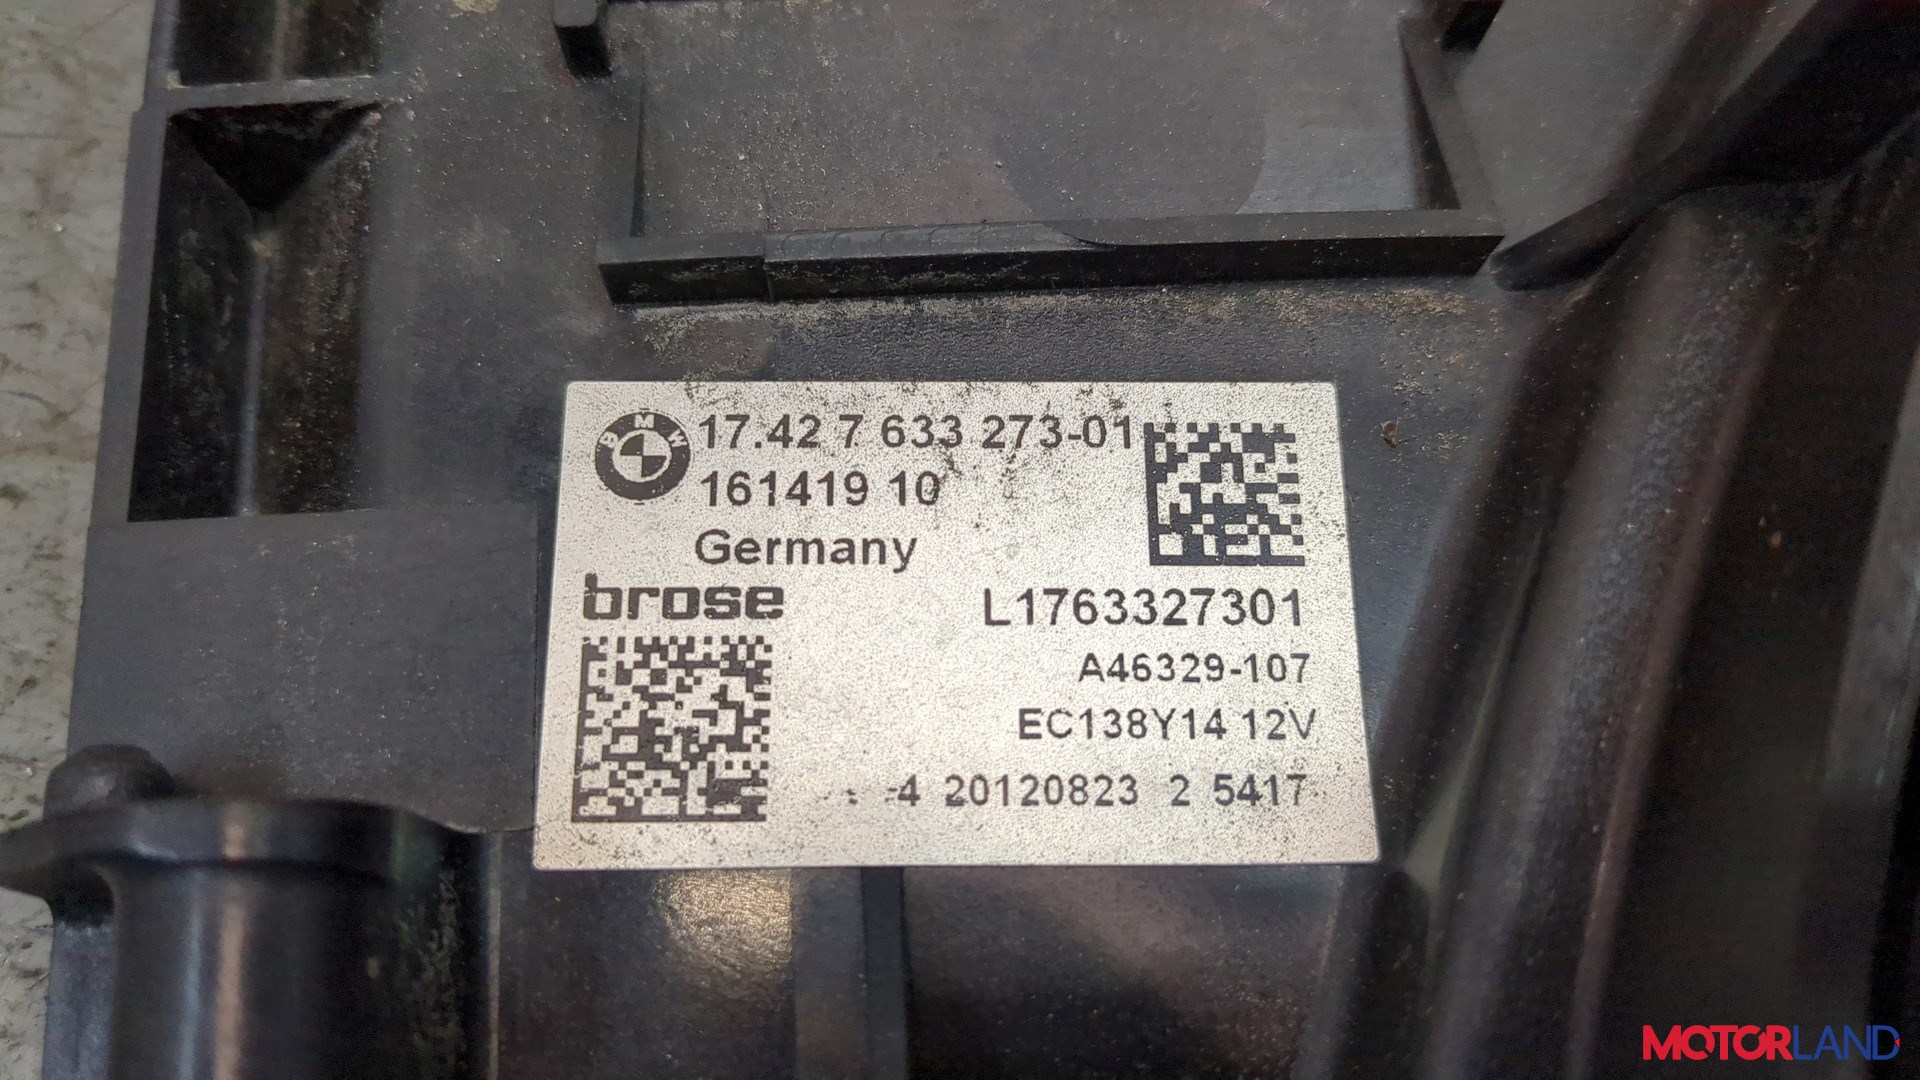 BMW
17.42 7 633 273-01
161419 10
Germany
brose
L1763327301
A46329-107
EC138Y14 12V
4 20120823 2 5417
MOTORLAND